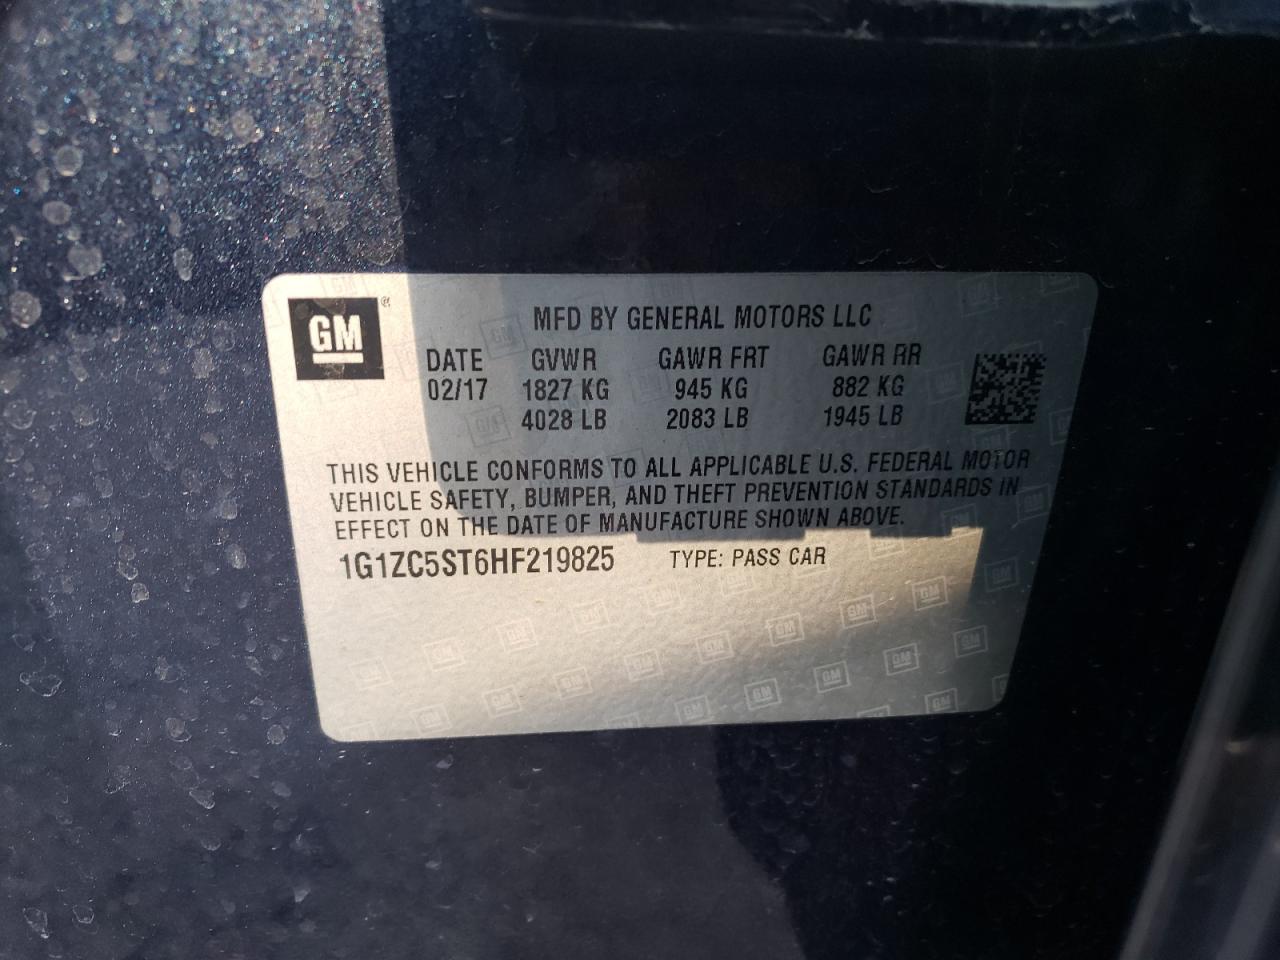 GM ®
MFD BY GENERAL MOTORS LLC
DATE GVWR GAWR FRT GAWR RR
02/17 1827 KG 945 KG 882 KG
4028 LB 2083 LB 1945 LB
THIS VEHICLE CONFORMS TO ALL APPLICABLE U.S. FEDERAL MOTOR
VEHICLE SAFETY, BUMPER, AND THEFT PREVENTION STANDARDS IN
EFFECT ON THE DATE OF MANUFACTURE SHOWN ABOVE.
1G1ZC5ST6HF219825 TYPE: PASS CAR